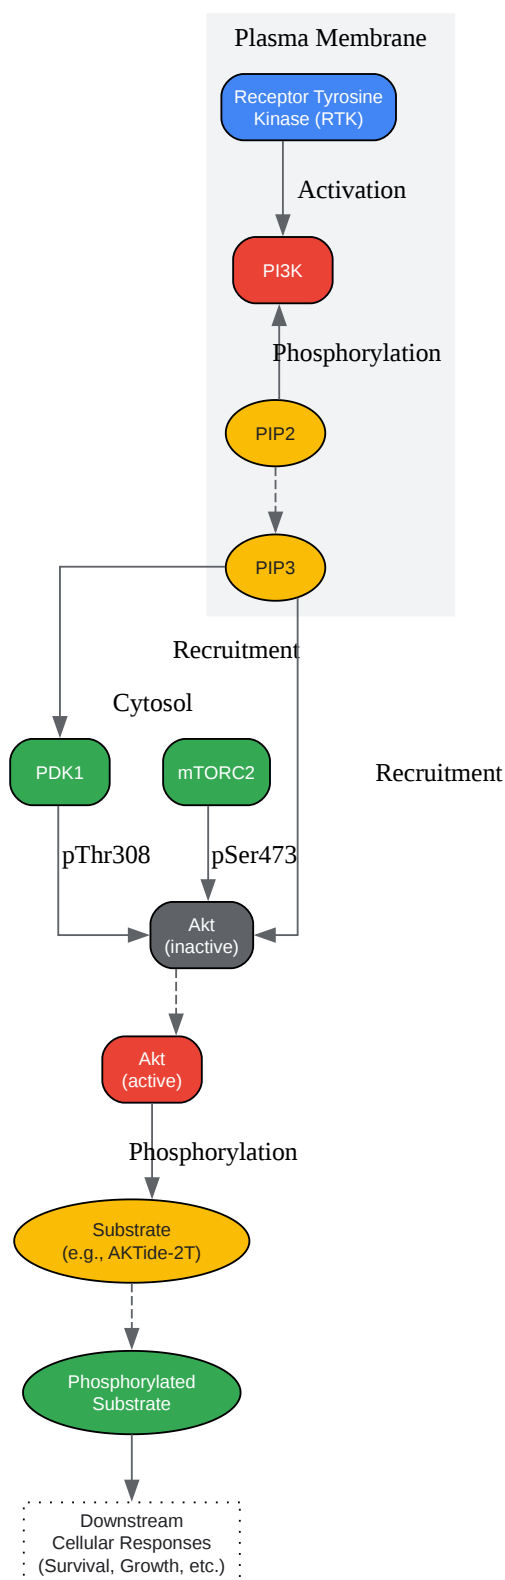 Plasma Membrane
Receptor Tyrosine
Kinase (RTK)
Activation
PI3K
Phosphorylation
PIP2
PIP3
Recruitment
Cytosol
PDK1
mTORC2
Recruitment
pThr308
pSer473
Akt
(inactive)
Akt
(active)
Phosphorylation
Substrate
(e.g., AKTide-2T)
Phosphorylated
Substrate
Downstream
Cellular Responses
(Survival, Growth, etc.)